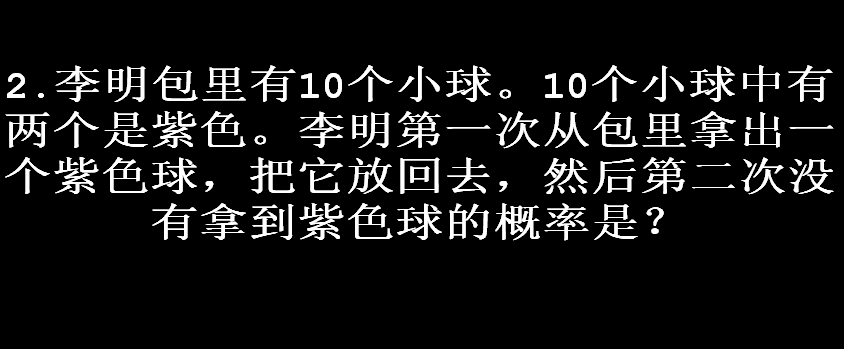 2.李明包里有10个小球。10个小球中有
两个是紫色。李明第一次从包里拿出一
个紫色球，把它放回去，然后第二次没
有拿到紫色球的概率是？